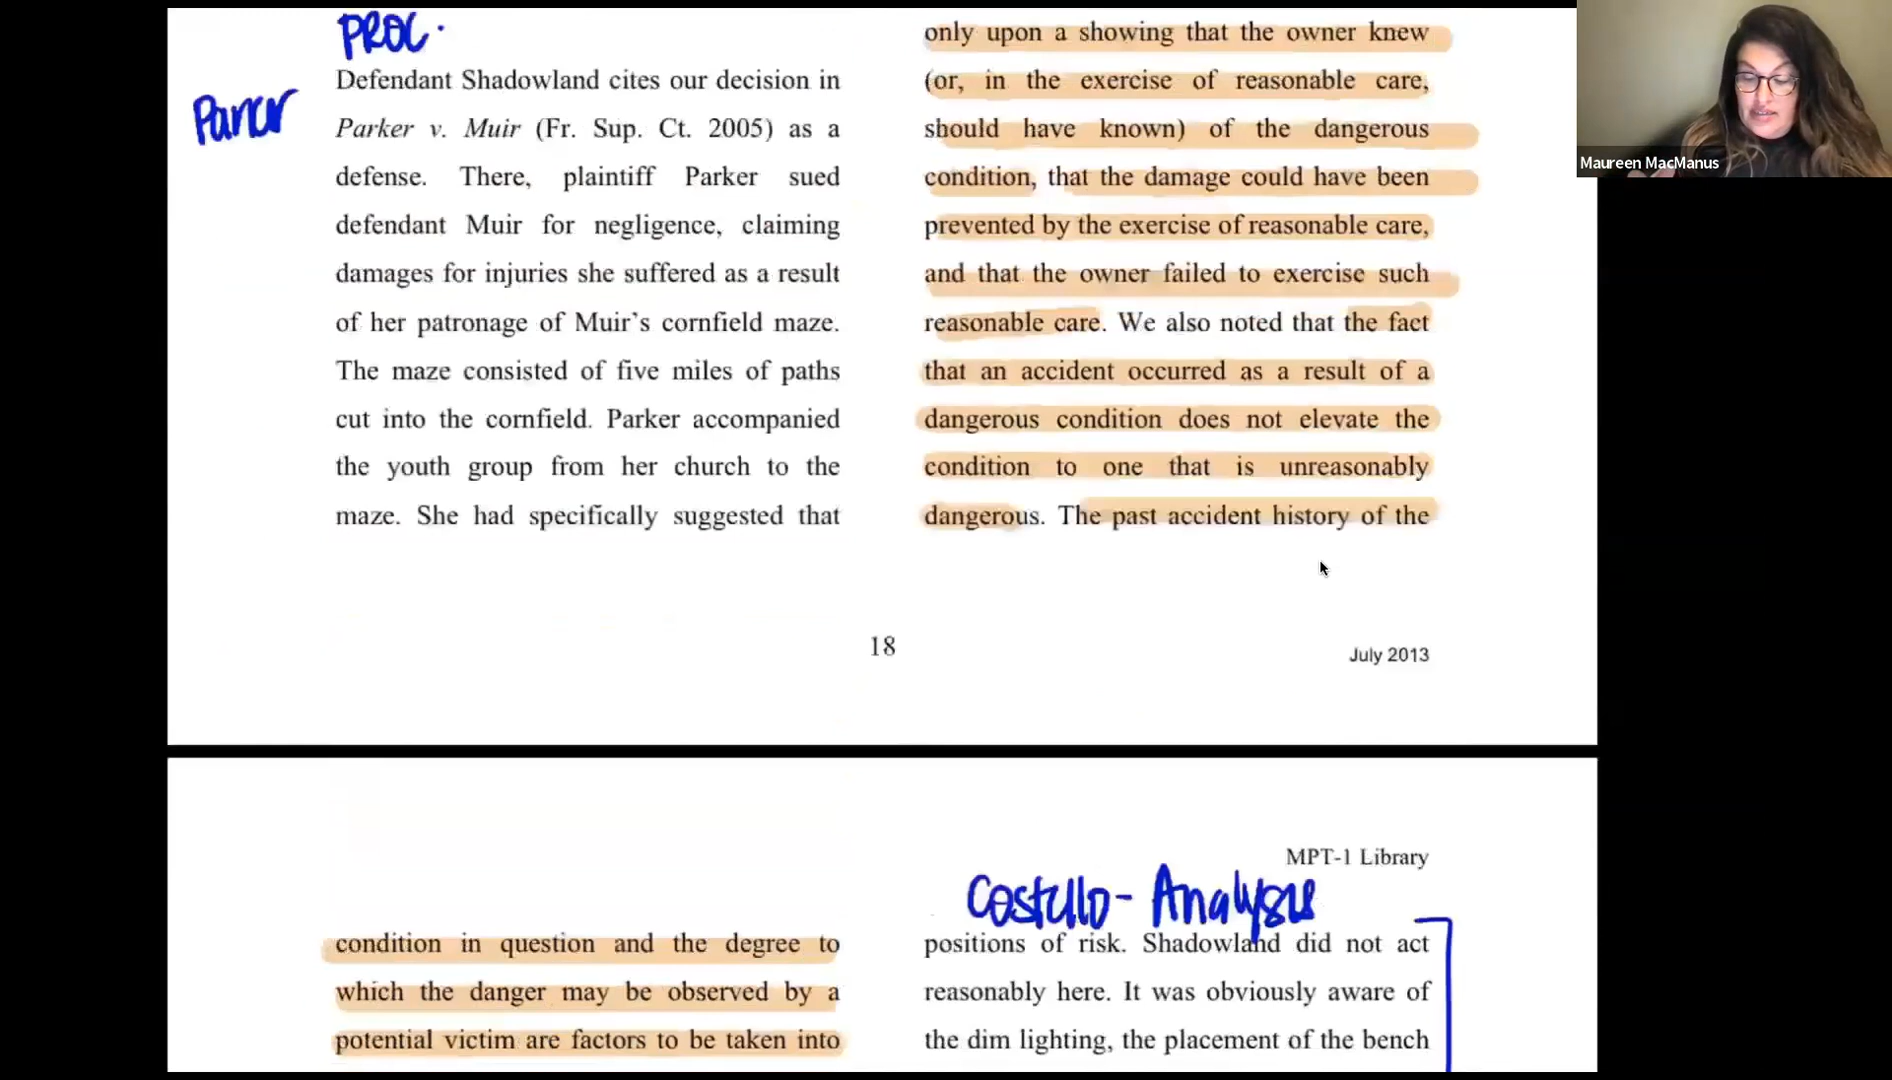 PROC.
Parker
Defendant Shadowland cites our decision in
Parker v. Muir (Fr. Sup. Ct. 2005) as a
defense. There, plaintiff Parker sued
defendant Muir for negligence, claiming
damages for injuries she suffered as a result
of her patronage of Muir’s cornfield maze.
The maze consisted of five miles of paths
cut into the cornfield. Parker accompanied
the youth group from her church to the
maze. She had specifically suggested that
only upon a showing that the owner knew
(or, in the exercise of reasonable care,
should have known) of the dangerous
condition, that the damage could have been
prevented by the exercise of reasonable care,
and that the owner failed to exercise such
reasonable care. We also noted that the fact
that an accident occurred as a result of a
dangerous condition does not elevate the
condition to one that is unreasonably
dangerous. The past accident history of the
18
July 2013
MPT-1 Library
condition in question and the degree to
which the danger may be observed by a
potential victim are factors to be taken into
Costello - Analysis
positions of risk. Shadowland did not act
reasonably here. It was obviously aware of
the dim lighting, the placement of the bench
Maureen MacManus